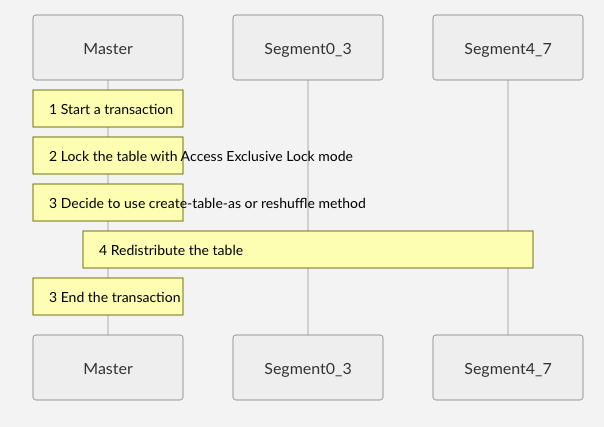 Master Segment0_3 Segment4_7
1 Start a transaction
2 Lock the table with Access Exclusive Lock mode
3 Decide to use create-table-as or reshuffle method
4 Redistribute the table
3 End the transaction
Master Segment0_3 Segment4_7